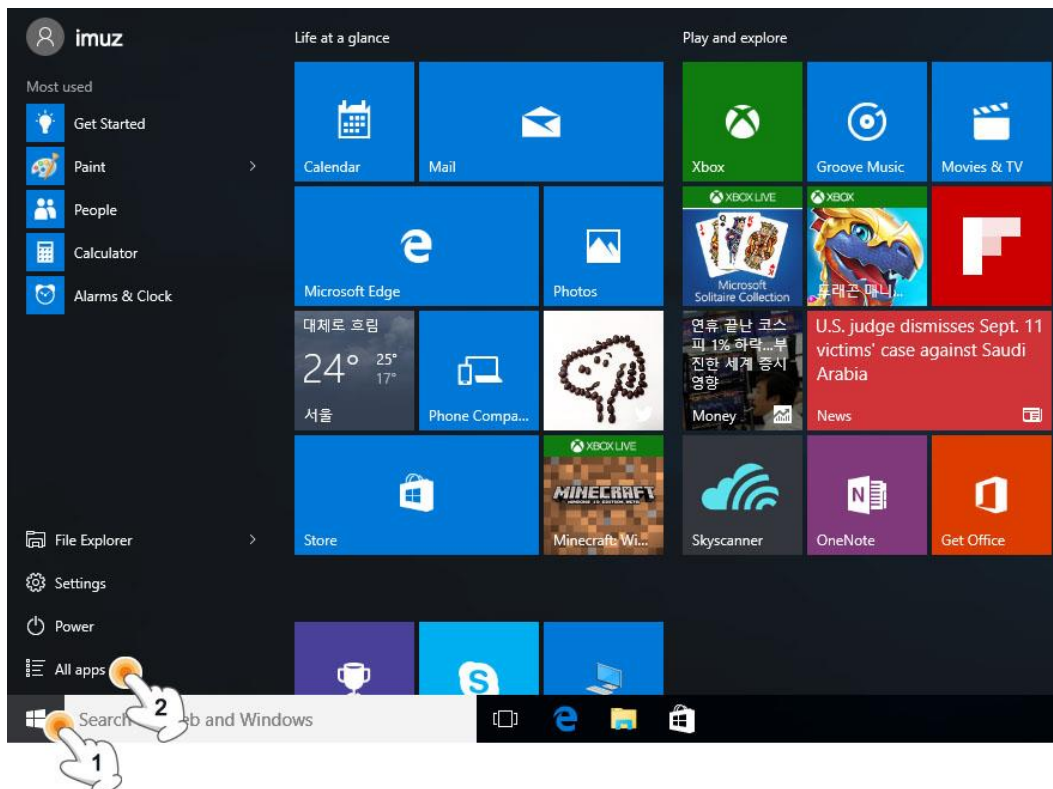 imuz
Most used
Get Started
Paint
People
Calculator
Alarms & Clock
File Explorer
Settings
Power
All apps
2
Life at a glance
Calendar
Mail
Microsoft Edge
Photos
대체로 흐림
24° 25°
17°
서울
Phone Compa...
Store
XBOX LIVE
MINECRAFT
WINDOWS 10 EDITION BETA
Minecraft: Wi...
Play and explore
Xbox
Groove Music
Movies & TV
XBOX LIVE
Microsoft
Solitaire Collection
XBOX
드래곤 매니...
연휴 끝난 코스
피 1% 하락...부
진한 세계 증시
영향
Money
U.S. judge dismisses Sept. 11
victims' case against Saudi
Arabia
News
Skyscanner
OneNote
Get Office
Search and Windows
1